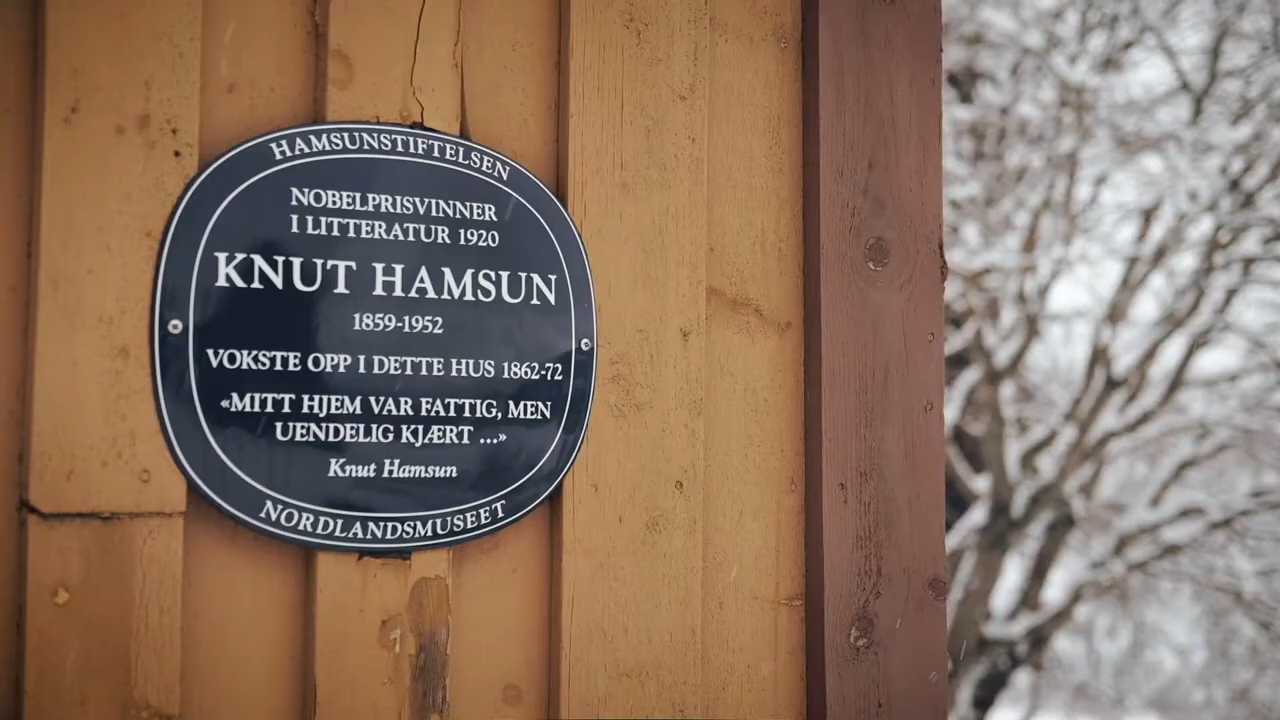 HAMSUNSTIFTELSEN
NOBELPRISVINNER
I LITTERATUR 1920
KNUT HAMSUN
1859-1952
VOKSTE OPP I DETTE HUS 1862-72
«MITT HJEM VAR FATTIG, MEN
UENDELIG KJÆRT ...»
Knut Hamsun
NORDLANDSMUSEET